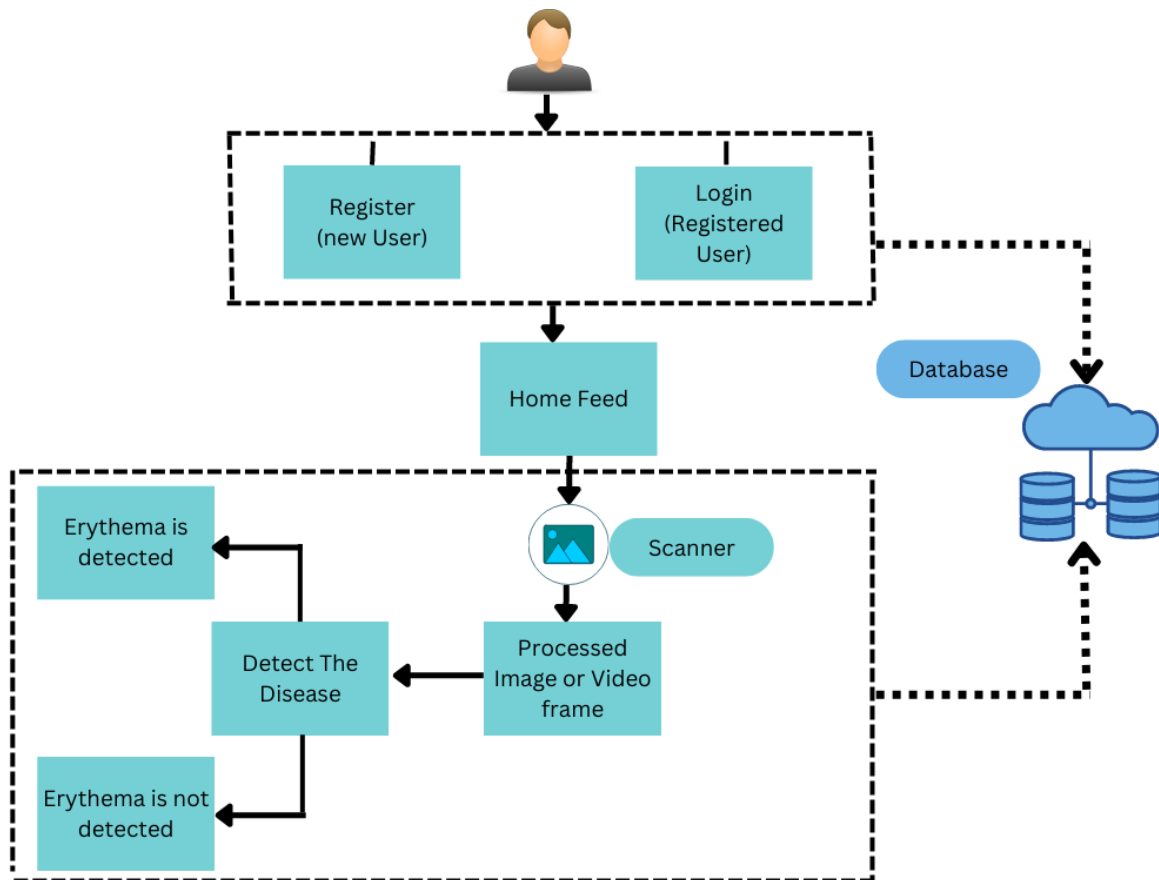 Register
(new User)
Login
(Registered
User)
Home Feed
Database
Scanner
Erythema is
detected
Processed
Image or Video
frame
Detect The
Disease
Erythema is not
detected